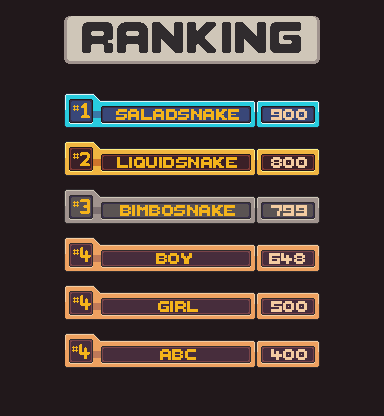 RANKING
#1 SALADSNAKE 900
#2 LIQUIDSNAKE 800
#3 BIMBOSNAKE 799
#4 BOY 648
#4 GIRL 500
#4 ABC 400